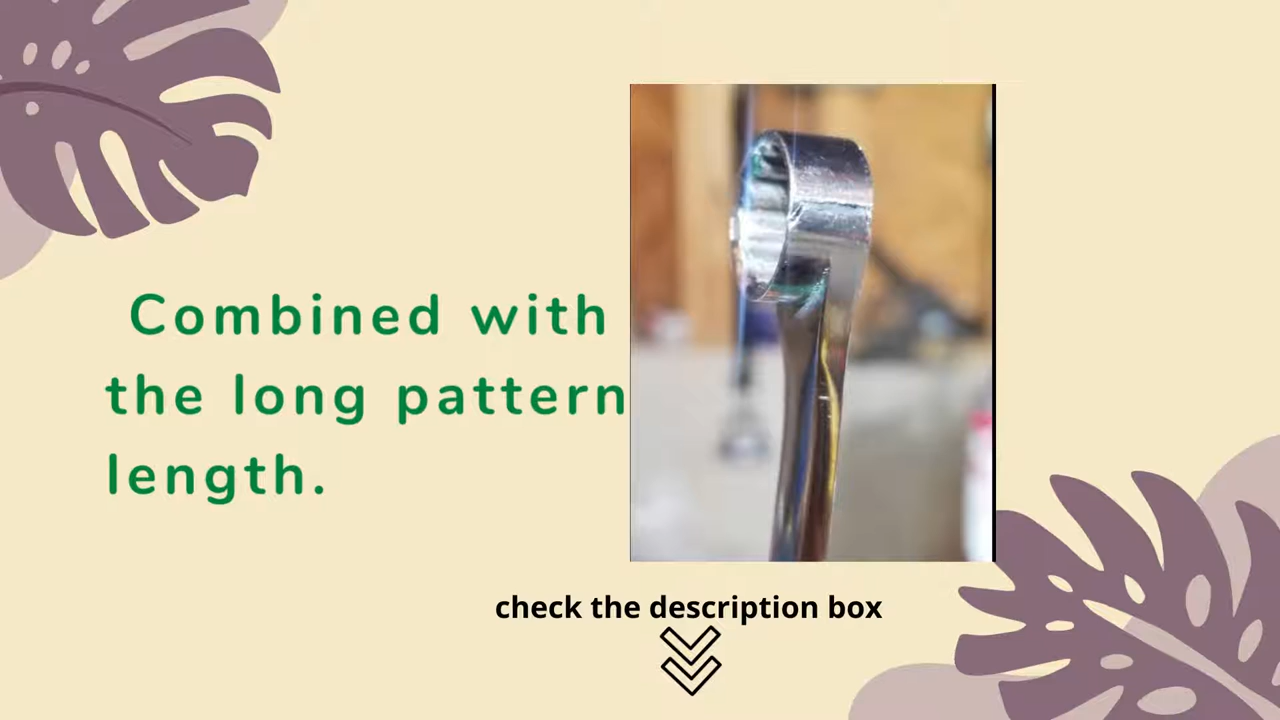 Combined with
the long pattern
length.
check the description box